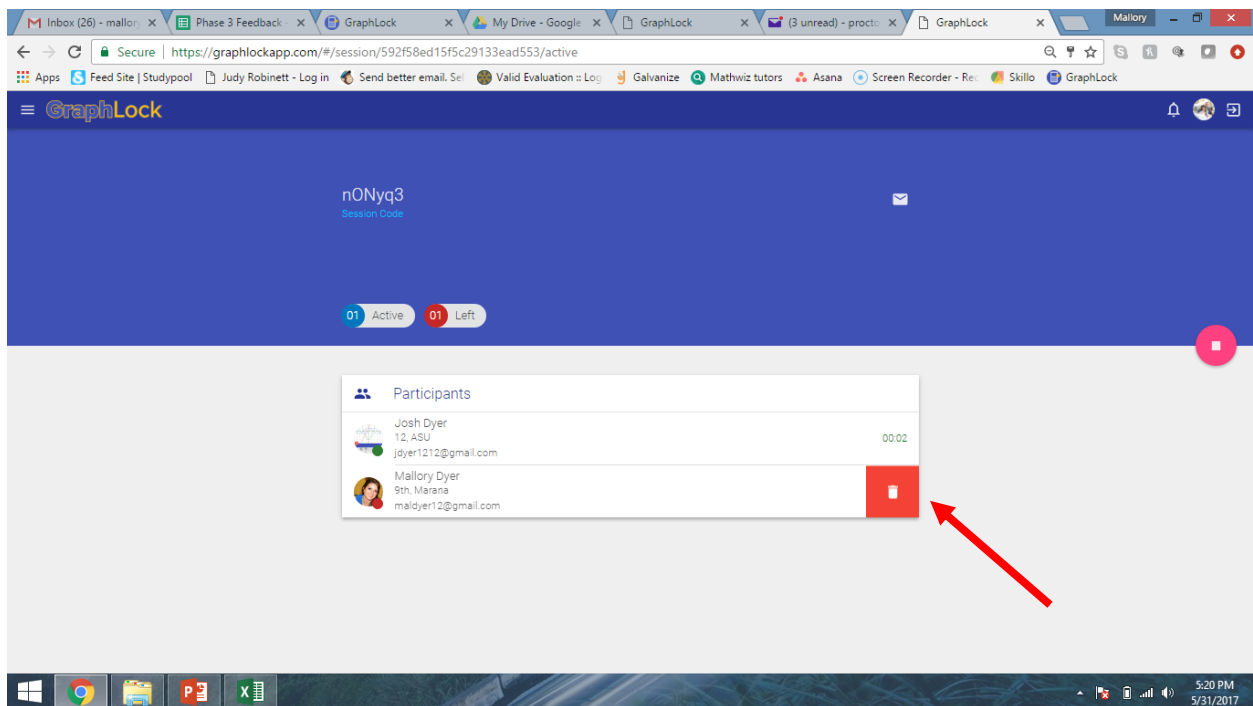 Inbox (26) - mallory
Phase 3 Feedback -
GraphLock
My Drive - Google
GraphLock
(3 unread) - procto
GraphLock
Mallory
Secure
https://graphlockapp.com/#/session/592f58ed15f5c29133ead553/active
Apps
Feed Site | Studypool
Judy Robinett - Log in
Send better email. Sel
Valid Evaluation :: Log
Galvanize
Mathwiz tutors
Asana
Screen Recorder - Rec
Skillo
GraphLock
GraphLock
nONyq3
Session Code
01 Active
01 Left
Participants
Josh Dyer
12, ASU
00:02
jdyer1212@gmail.com
Mallory Dyer
9th, Marana
maldyer12@gmail.com
5:20 PM
5/31/2017